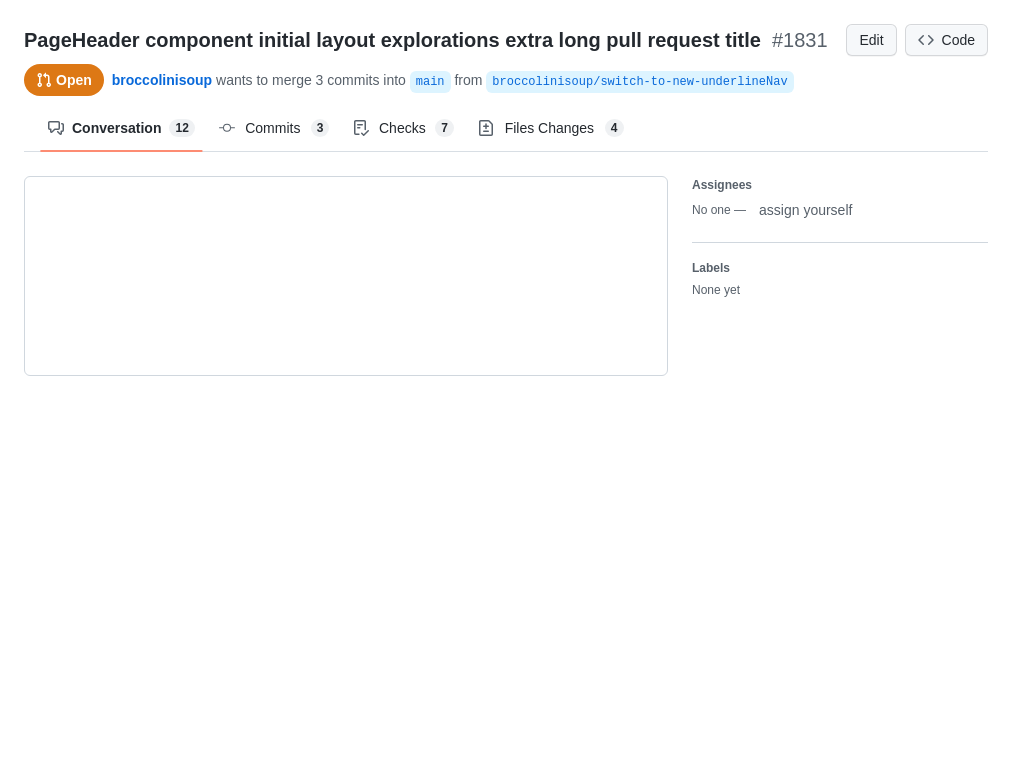 PageHeader component initial layout explorations extra long pull request title #1831 Edit Code
Open broccolinisoup wants to merge 3 commits into main from broccolinisoup/switch-to-new-underlineNav
Conversation 12 Commits 3 Checks 7 Files Changes 4
Assignees
No one — assign yourself
Labels
None yet